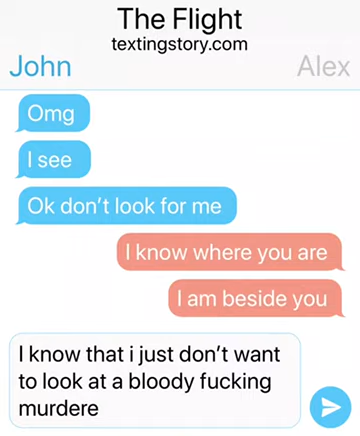 The Flight
textingstory.com
John
Alex
Omg
I see
Ok don't look for me
I know where you are
I am beside you
I know that i just don't want
to look at a bloody fucking
murdere